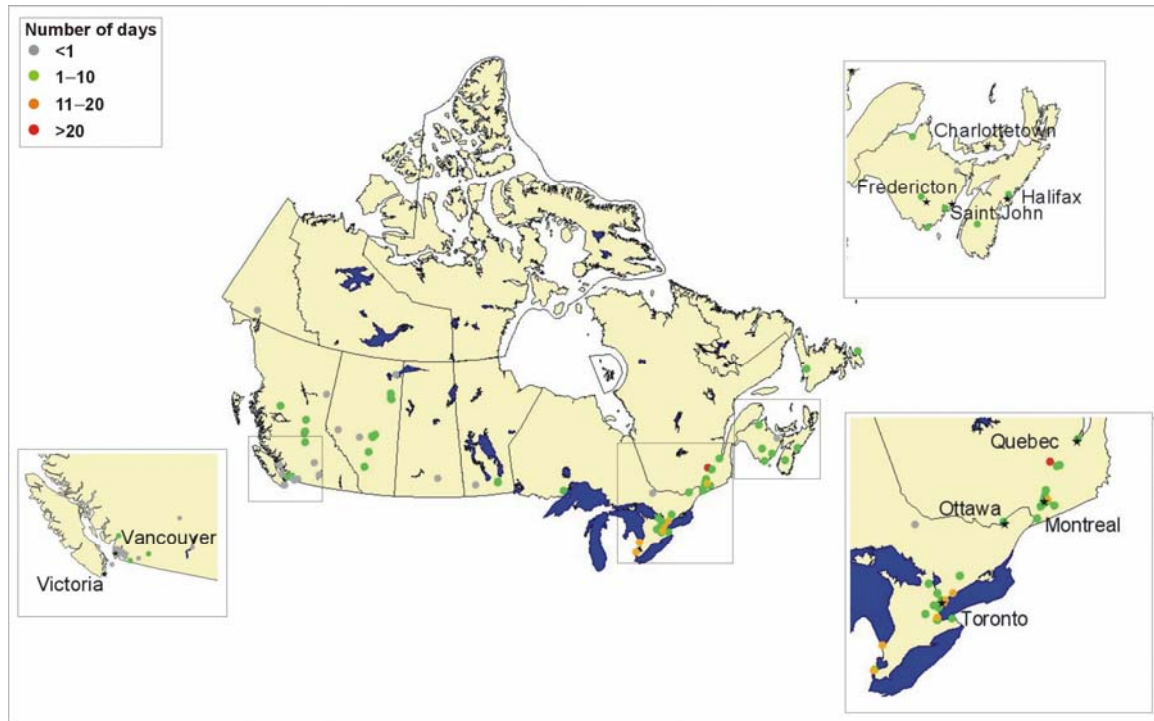 Number of days
<1
1–10
11–20
>20
Charlottetown
Fredericton
Halifax
Saint John
Quebec
Ottawa
Montreal
Toronto
Vancouver
Victoria